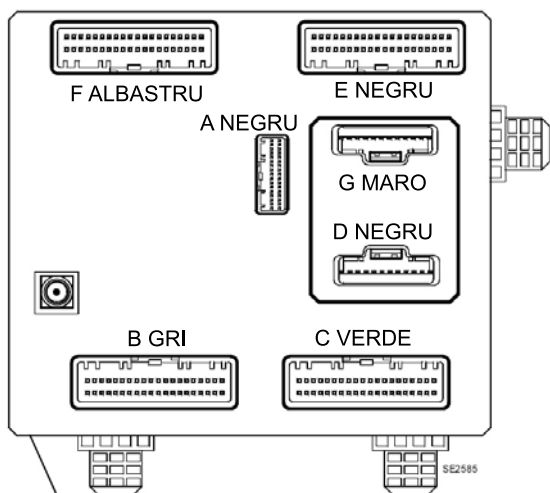 F ALBASTRU
E NEGRU
A NEGRU
G MARO
D NEGRU
B GRI
C VERDE
SE2585